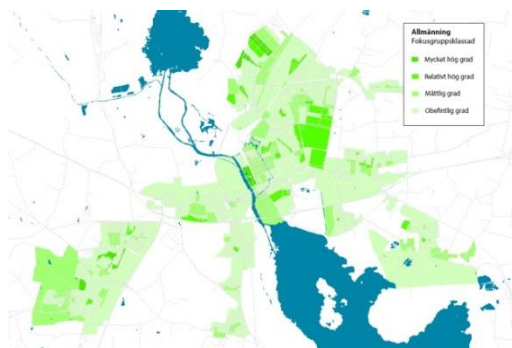 Allmänning
Fokusgruppsklassad
Mycket hög grad
Relativt hög grad
Måttlig grad
Obefintlig grad